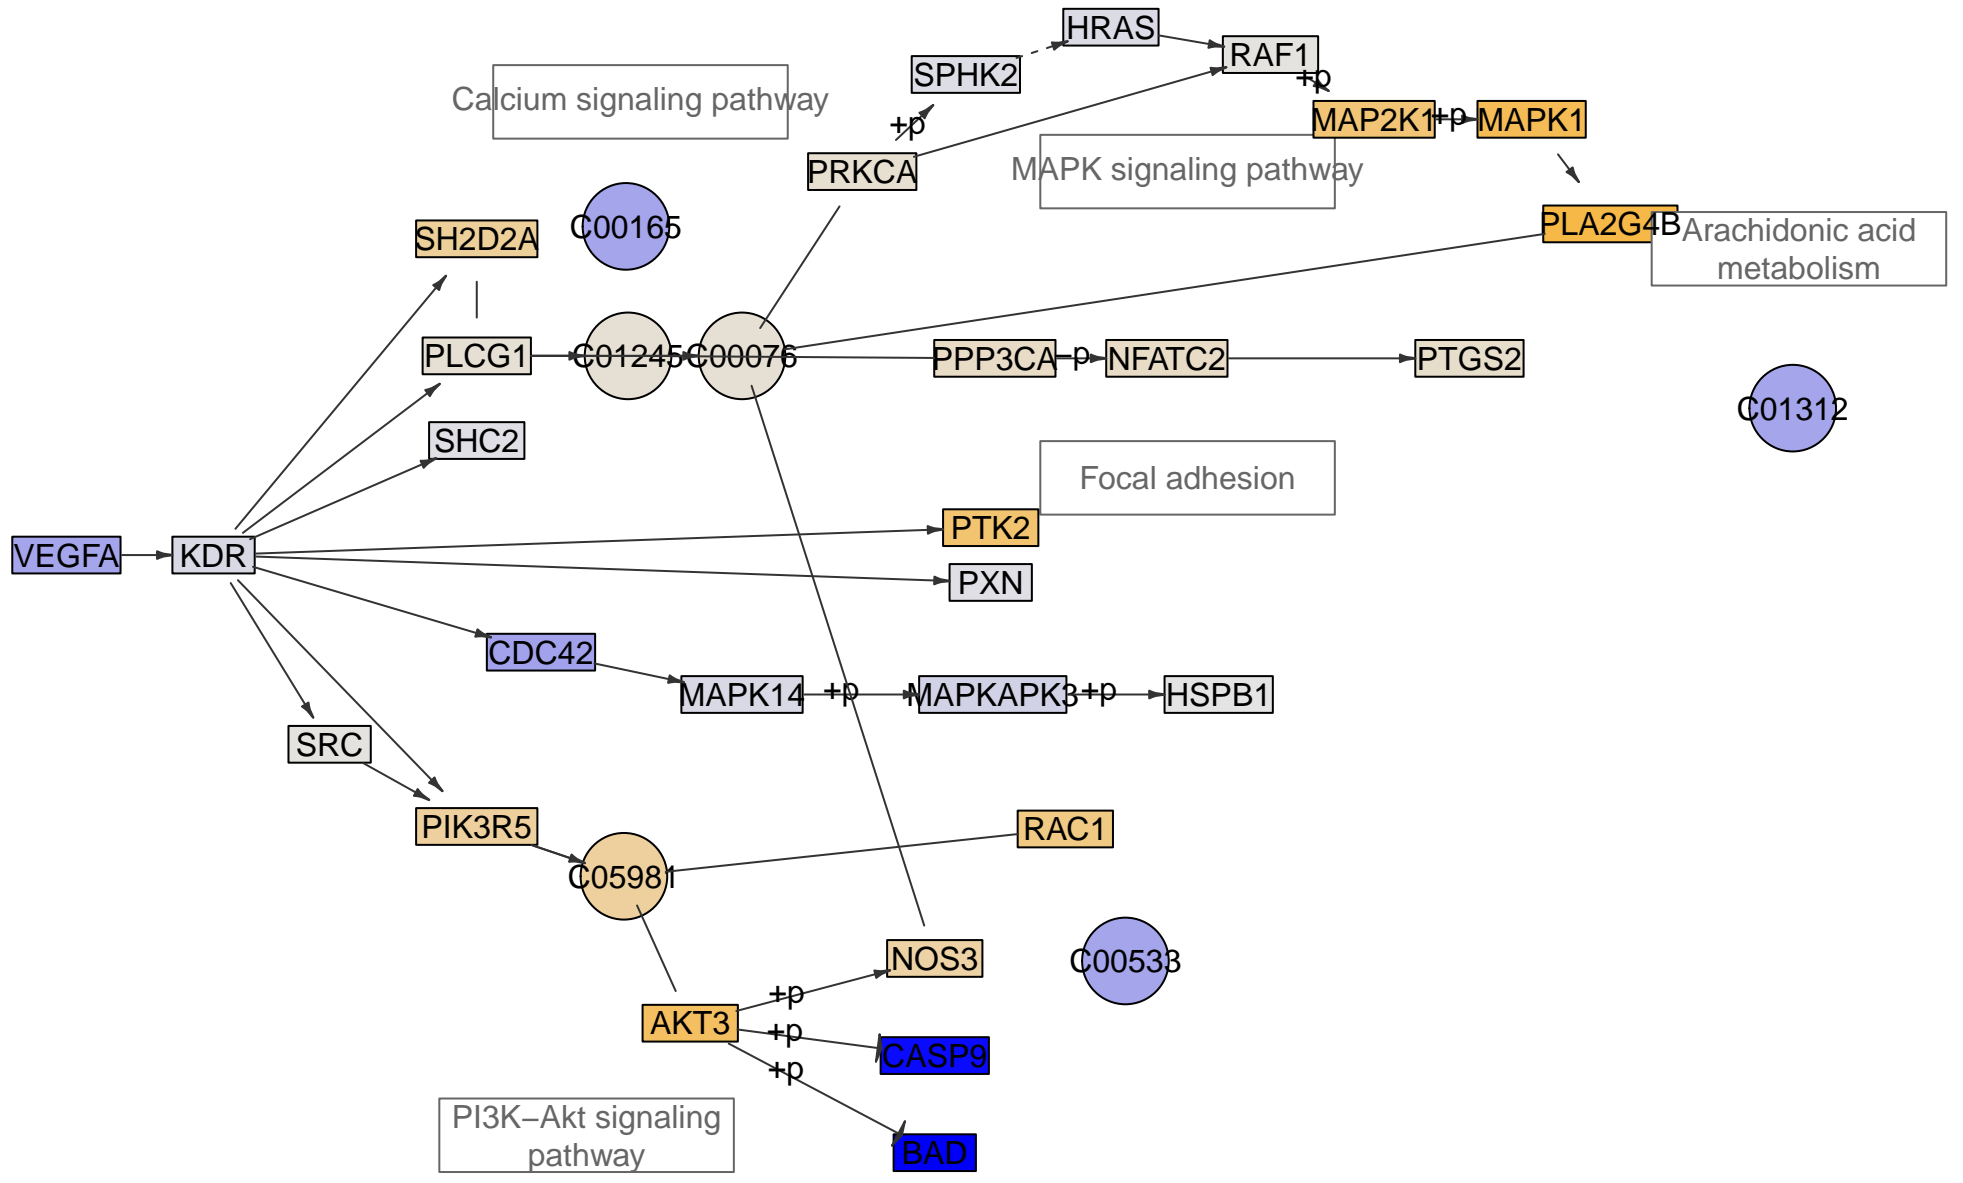 HRAS
RAF1
+p
SPHK2
Calcium signaling pathway
+p
MAP2K1
+p
MAPK1
PRKCA
MAPK signaling pathway
C00165
SH2D2A
PLA2G4B
Arachidonic acid
metabolism
PLCG1
C01245
C00076
PPP3CA
−p
NFATC2
PTGS2
C01312
SHC2
Focal adhesion
PTK2
VEGFA
KDR
PXN
CDC42
MAPK14
+p
MAPKAPK3
+p
HSPB1
SRC
PIK3R5
RAC1
C05981
NOS3
C00533
+p
AKT3
+p
CASP9
+p
PI3K−Akt signaling
pathway
BAD